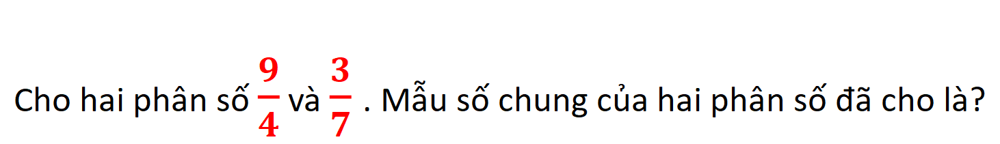 Cho hai phân số 9/4 và 3/7 . Mẫu số chung của hai phân số đã cho là?